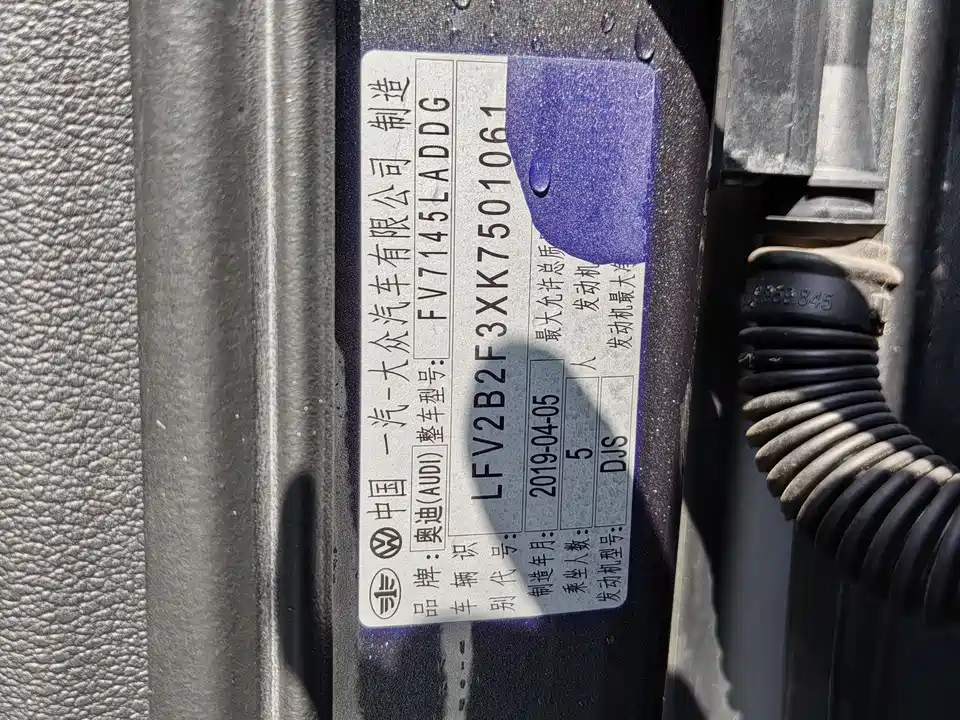 中国 一汽-大众汽车有限公司 制造
品牌:奥迪(AUDI) 整车型号: FV7145LADDG
车辆识别代号: LFV2B2F3XK7501061
制造年月: 2019-04-05 最大允许总质
乘坐人数: 5 人 发动机
发动机型号: DJS 发动机最大净